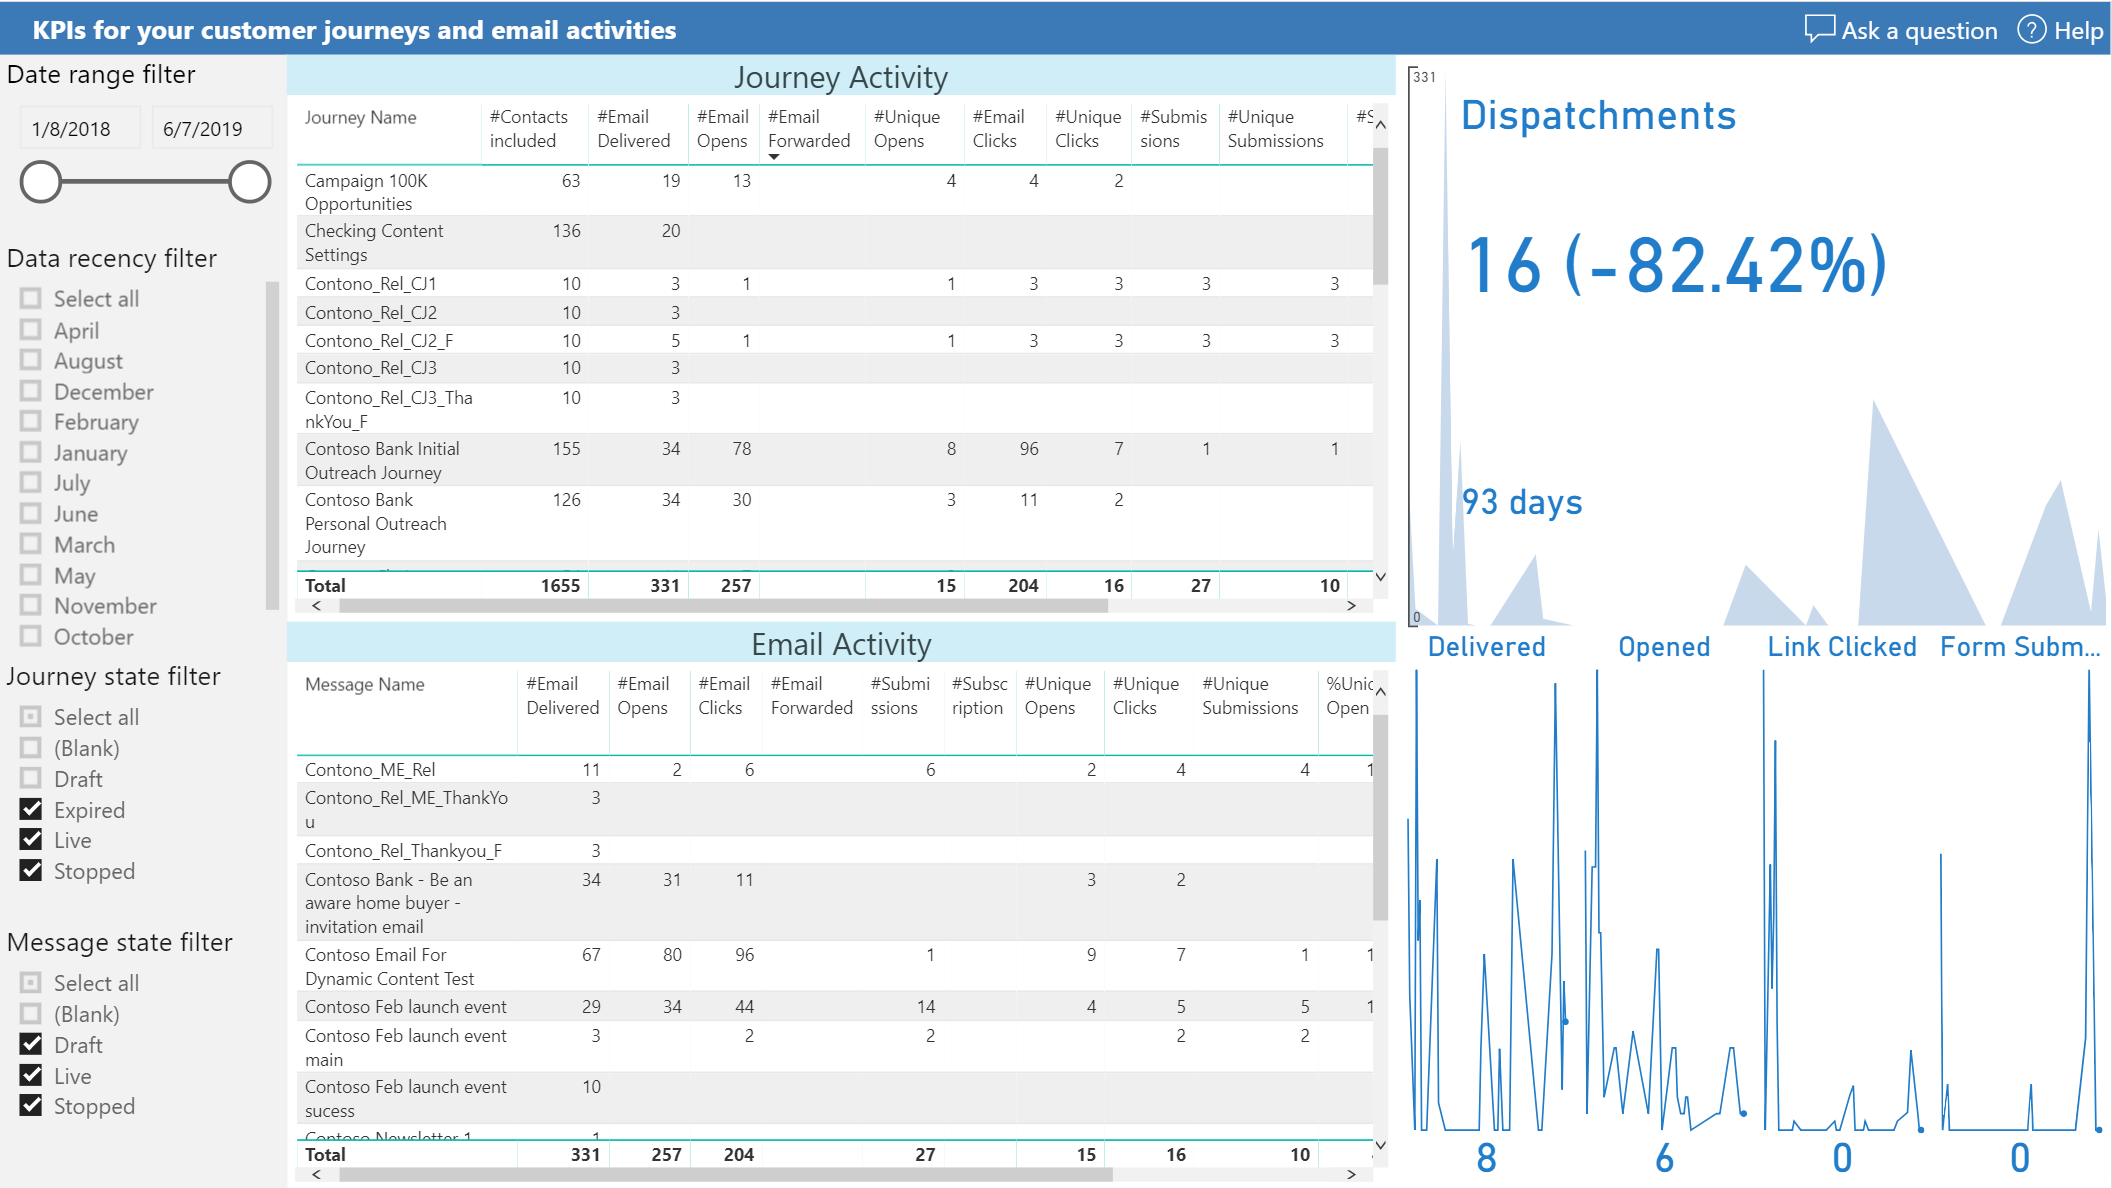 KPIs for your customer journeys and email activities
Ask a question
Help
Date range filter
1/8/2018 6/7/2019
Data recency filter
Select all
April
August
December
February
January
July
June
March
May
November
October
Journey state filter
Select all
(Blank)
Draft
Expired
Live
Stopped
Message state filter
Select all
(Blank)
Draft
Live
Stopped
Journey Activity
Journey Name #Contacts #Email #Email #Email #Unique #Email #Unique #Submis #Unique
included Delivered Opens Forwarded Opens Clicks Clicks sions Submissions
Campaign 100K 63 19 13 4 4 2
Opportunities
Checking Content 136 20
Settings
Contono_Rel_CJ1 10 3 1 1 3 3 3 3
Contono_Rel_CJ2 10 3
Contono_Rel_CJ2_F 10 5 1 1 3 3 3 3
Contono_Rel_CJ3 10 3
Contono_Rel_CJ3_Tha 10 3
nkYou_F
Contoso Bank Initial 155 34 78 8 96 7 1 1
Outreach Journey
Contoso Bank 126 34 30 3 11 2
Personal Outreach
Journey
Total 1655 331 257 15 204 16 27 10
Email Activity
Message Name #Email #Email #Email #Email #Submi #Subsc #Unique #Unique #Unique
Delivered Opens Clicks Forwarded ssions ription Opens Clicks Submissions Open
Contono_ME_Rel 11 2 6 6 2 4 4 1
Contono_Rel_ME_ThankYo 3
u
Contono_Rel_Thankyou_F 3
Contoso Bank - Be an 34 31 11 3 2
aware home buyer -
invitation email
Contoso Email For 67 80 96 1 9 7 1 1
Dynamic Content Test
Contoso Feb launch event 29 34 44 14 4 5 5 1
Contoso Feb launch event 3 2 2 2 2
main
Contoso Feb launch event 10
sucess
Contoso Newsletter 1 1
Total 331 257 204 27 15 16 10
331
Dispatchments
16 (-82.42%)
93 days
0
Delivered Opened Link Clicked Form Subm...
8 6 0 0